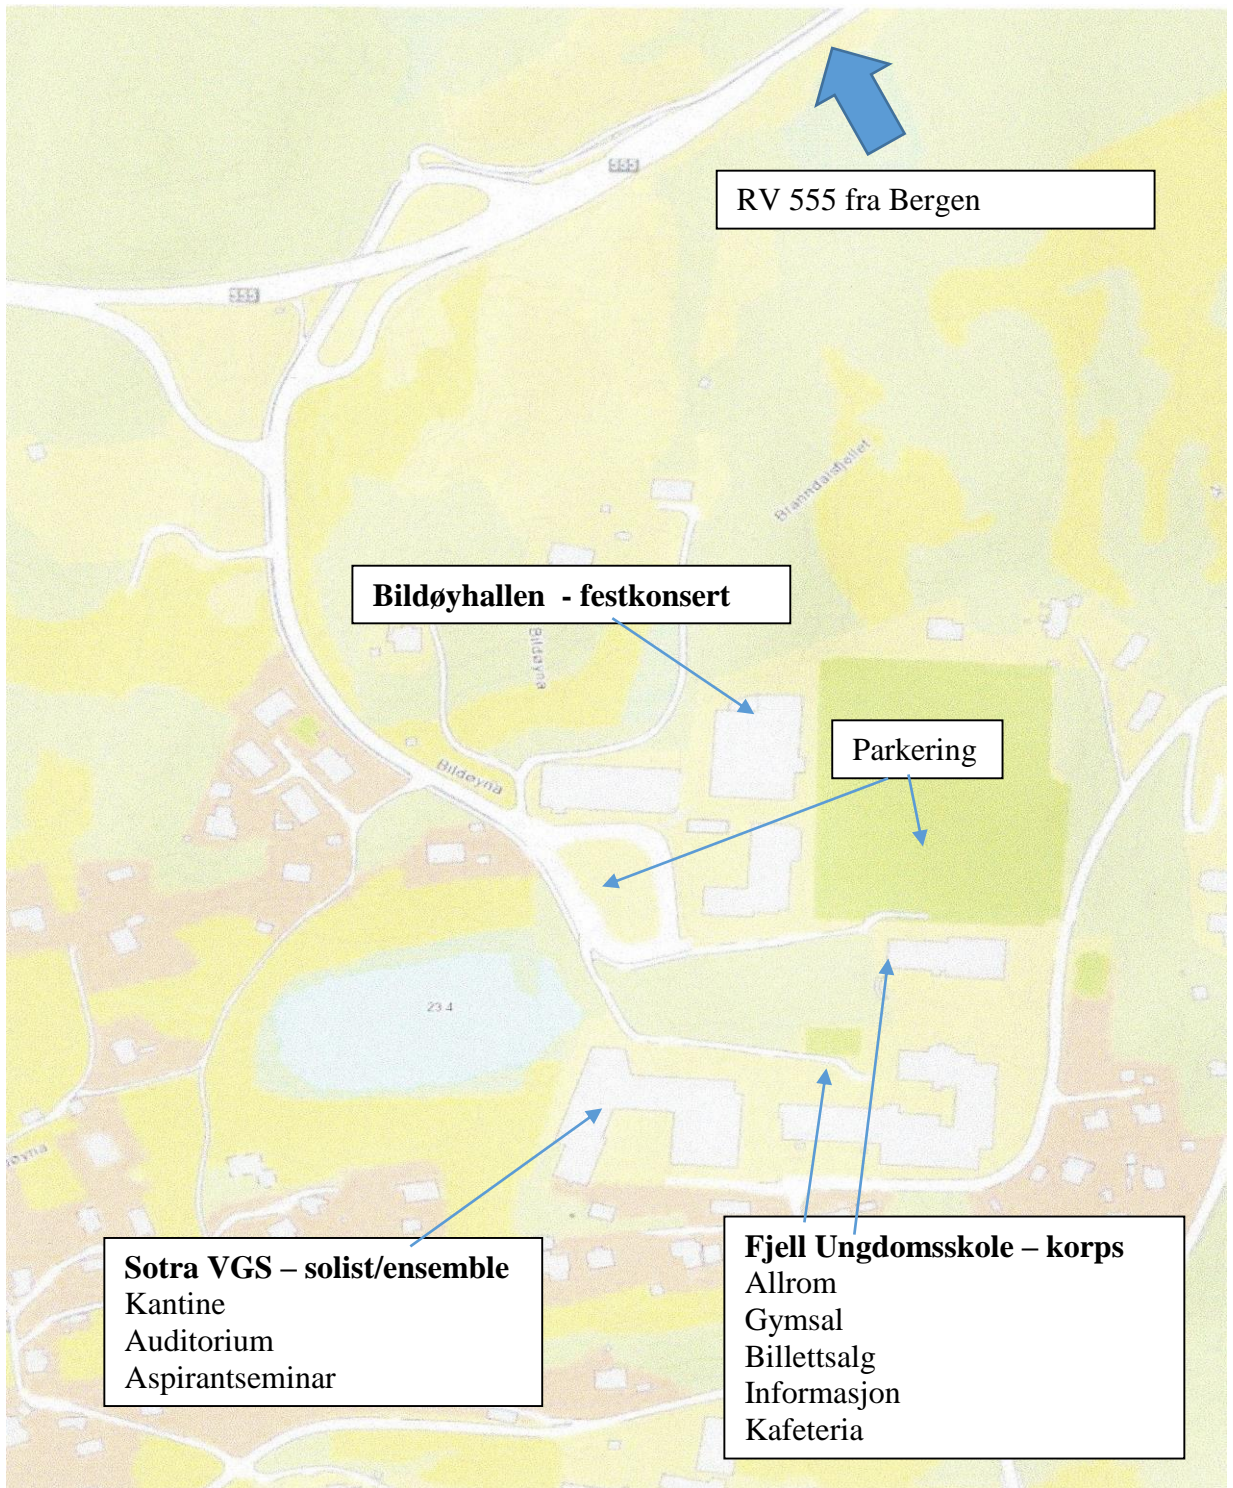 555
RV 555 fra Bergen
555
Branndalsfjellet
Bildøyhallen - festkonsert
Bildøyna
Parkering
Bildøyna
23.4
Sotra VGS – solist/ensemble
Kantine
Auditorium
Aspirantseminar
Fjell Ungdomsskole – korps
Allrom
Gymsal
Billettsalg
Informasjon
Kafeteria